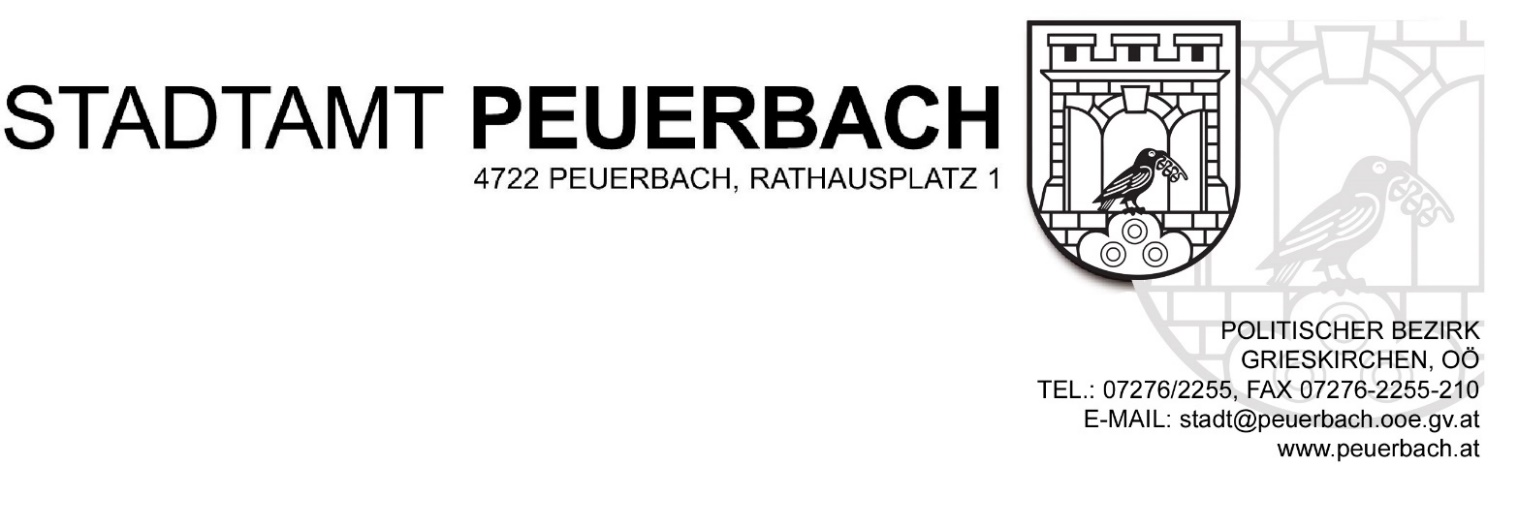 STADTAMT PEUERBACH
4722 PEUERBACH, RATHAUSPLATZ 1
POLITISCHER BEZIRK
GRIESKIRCHEN, OÖ
TEL.: 07276/2255, FAX 07276-2255-210
E-MAIL: stadt@peuerbach.ooe.gv.at
www.peuerbach.at